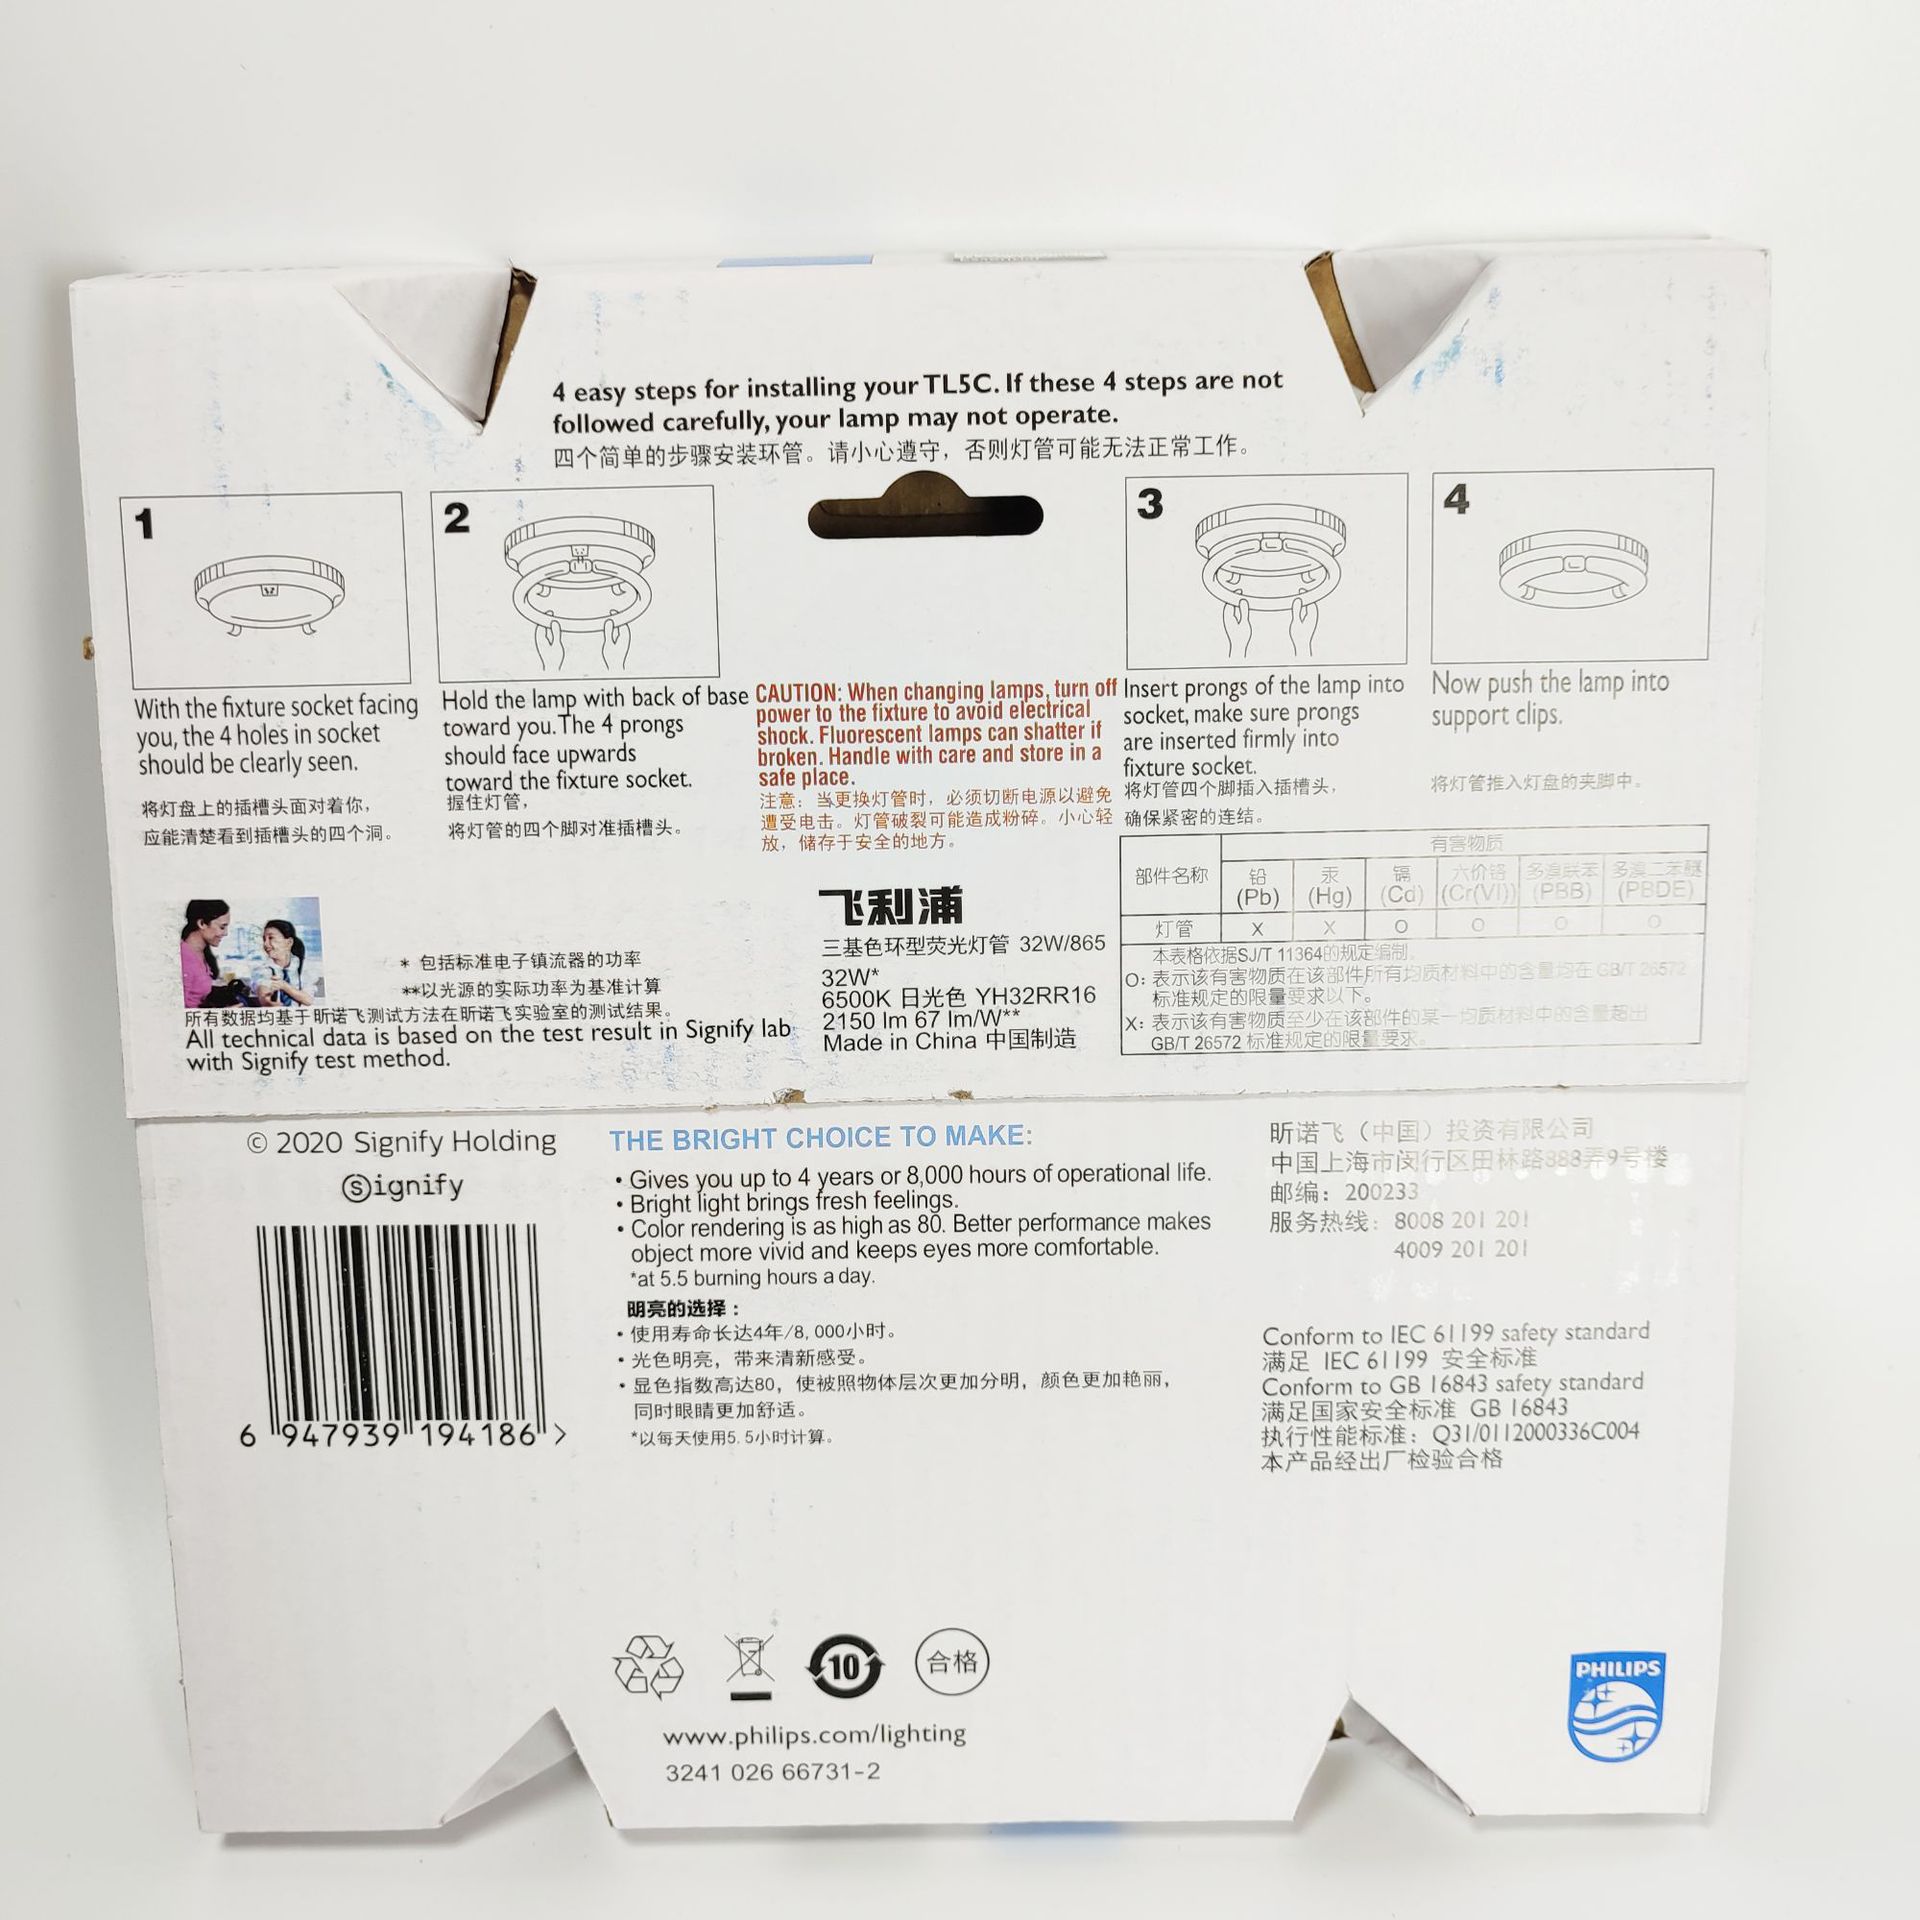 4 easy steps for installing your TL5C. If these 4 steps are not
followed carefully, your lamp may not operate.
四个简单的步骤安装环管。请小心遵守，否则灯管可能无法正常工作。
1
With the fixture socket facing
you, the 4 holes in socket
should be clearly seen.
将灯盘上的插槽头面对着你，
应能清楚看到插槽头的四个洞。
2
Hold the lamp with back of base
toward you. The 4 prongs
should face upwards
toward the fixture socket.
握住灯管，
将灯管的四个脚对准插槽头。
CAUTION: When changing lamps, turn off
power to the fixture to avoid electrical
shock. Fluorescent lamps can shatter if
broken. Handle with care and store in a
safe place.
注意：当更换灯管时，必须切断电源以避免
遭受电击。灯管破裂可能造成粉碎。小心轻
放，储存于安全的地方。
3
Insert prongs of the lamp into
socket, make sure prongs
are inserted firmly into
fixture socket.
将灯管四个脚插入插槽头，
确保紧密的连结。
4
Now push the lamp into
support clips.
将灯管推入灯盘的夹脚中。
* 包括标准电子镇流器的功率
**以光源的实际功率为基准计算
所有数据均基于昕诺飞测试方法在昕诺飞实验室的测试结果。
All technical data is based on the test result in Signify lab
with Signify test method.
飞利浦
三基色环型荧光灯管 32W/865
32W*
6500K 日光色 YH32RR16
2150 lm 67 lm/W**
Made in China 中国制造
部件名称 有害物质
铅 汞 镉 六价铬 多溴联苯 多溴二苯醚
(Pb) (Hg) (Cd) (Cr(VI)) (PBB) (PBDE)
灯管 X X O O O O
本表格依据SJ/T 11364的规定编制。
O: 表示该有害物质在该部件所有均质材料中的含量均在 GB/T 26572
标准规定的限量要求以下。
X: 表示该有害物质至少在该部件的某一均质材料中的含量超出
GB/T 26572 标准规定的限量要求。
© 2020 Signify Holding
Signify
6 947939 194186 >
THE BRIGHT CHOICE TO MAKE:
• Gives you up to 4 years or 8,000 hours of operational life.
• Bright light brings fresh feelings.
• Color rendering is as high as 80. Better performance makes
object more vivid and keeps eyes more comfortable.
*at 5.5 burning hours a day.
明亮的选择：
• 使用寿命长达4年/8,000小时。
• 光色明亮，带来清新感受。
• 显色指数高达80，使被照物体层次更加分明，颜色更加艳丽，
同时眼睛更加舒适。
*以每天使用5.5小时计算。
昕诺飞（中国）投资有限公司
中国上海市闵行区田林路888弄9号楼
邮编：200233
服务热线：8008 201 201
4009 201 201
Conform to IEC 61199 safety standard
满足 IEC 61199 安全标准
Conform to GB 16843 safety standard
满足国家安全标准 GB 16843
执行性能标准：Q31/0112000336C004
本产品经出厂检验合格
10
合格
www.philips.com/lighting
3241 026 66731-2
PHILIPS